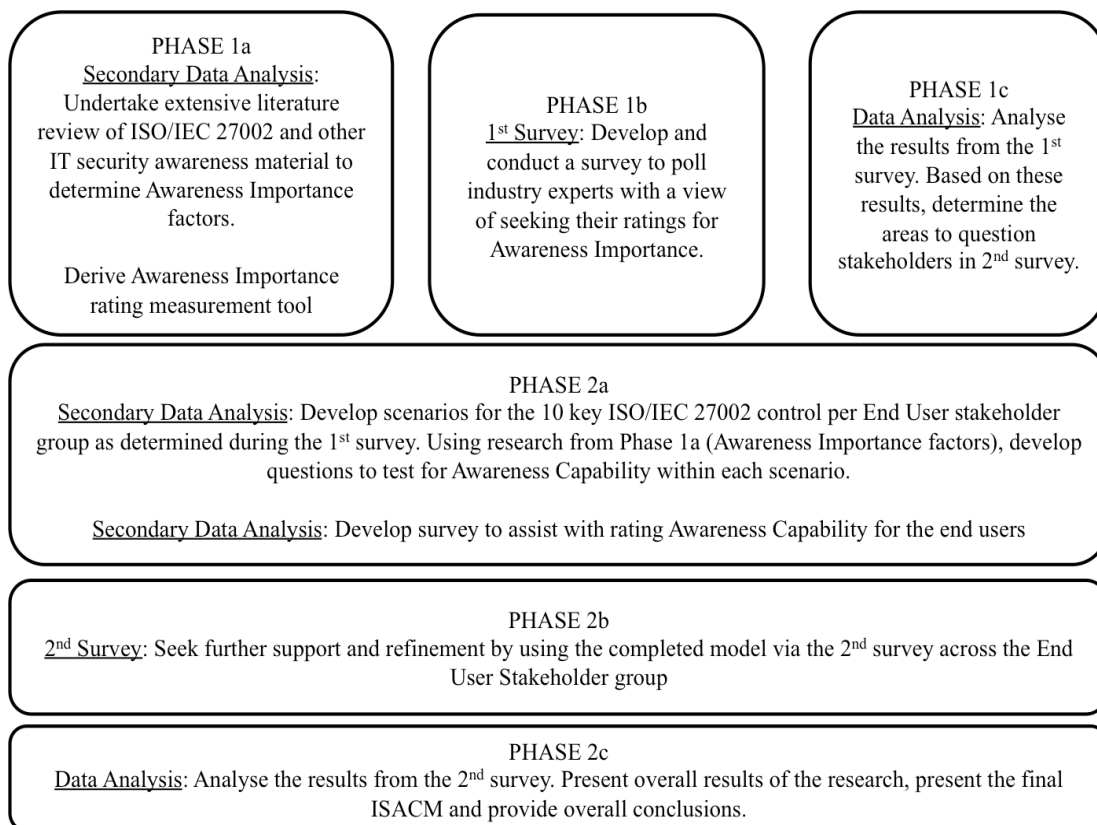 PHASE 1a
Secondary Data Analysis:
Undertake extensive literature
review of ISO/IEC 27002 and other
IT security awareness material to
determine Awareness Importance
factors.
Derive Awareness Importance
rating measurement tool
PHASE 1b
1st Survey: Develop and
conduct a survey to poll
industry experts with a view
of seeking their ratings for
Awareness Importance.
PHASE 1c
Data Analysis: Analyse
the results from the 1st
survey. Based on these
results, determine the
areas to question
stakeholders in 2nd survey.
PHASE 2a
Secondary Data Analysis: Develop scenarios for the 10 key ISO/IEC 27002 control per End User stakeholder
group as determined during the 1st survey. Using research from Phase 1a (Awareness Importance factors), develop
questions to test for Awareness Capability within each scenario.
Secondary Data Analysis: Develop survey to assist with rating Awareness Capability for the end users
PHASE 2b
2nd Survey: Seek further support and refinement by using the completed model via the 2nd survey across the End
User Stakeholder group
PHASE 2c
Data Analysis: Analyse the results from the 2nd survey. Present overall results of the research, present the final
ISACM and provide overall conclusions.